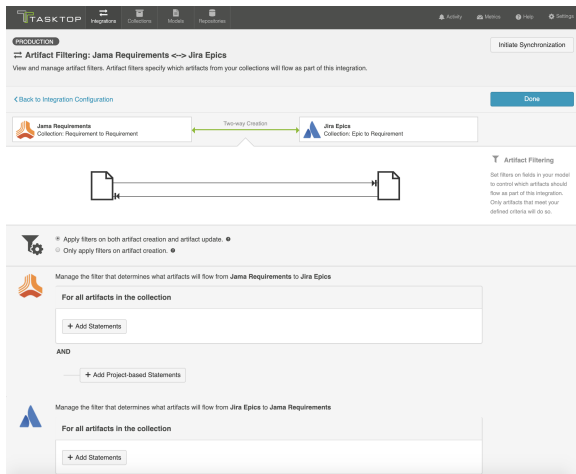 TASKTOP
Integrations
Collections
Models
Repositories
Activity
Metrics
Help
Settings
PRODUCTION
Artifact Filtering: Jama Requirements <--> Jira Epics
View and manage artifact filters. Artifact filters specify which artifacts from your collections will flow as part of this integration.
Initiate Synchronization
Back to Integration Configuration
Done
Jama Requirements
Collection: Requirement to Requirement
Two-way Creation
Jira Epics
Collection: Epic to Requirement
Artifact Filtering
Set filters on fields in your model
to control which artifacts should
flow as part of this integration.
Only artifacts that meet your
defined criteria will do so.
Apply filters on both artifact creation and artifact update.
Only apply filters on artifact creation.
Manage the filter that determines what artifacts will flow from Jama Requirements to Jira Epics
For all artifacts in the collection
+ Add Statements
AND
+ Add Project-based Statements
Manage the filter that determines what artifacts will flow from Jira Epics to Jama Requirements
For all artifacts in the collection
+ Add Statements